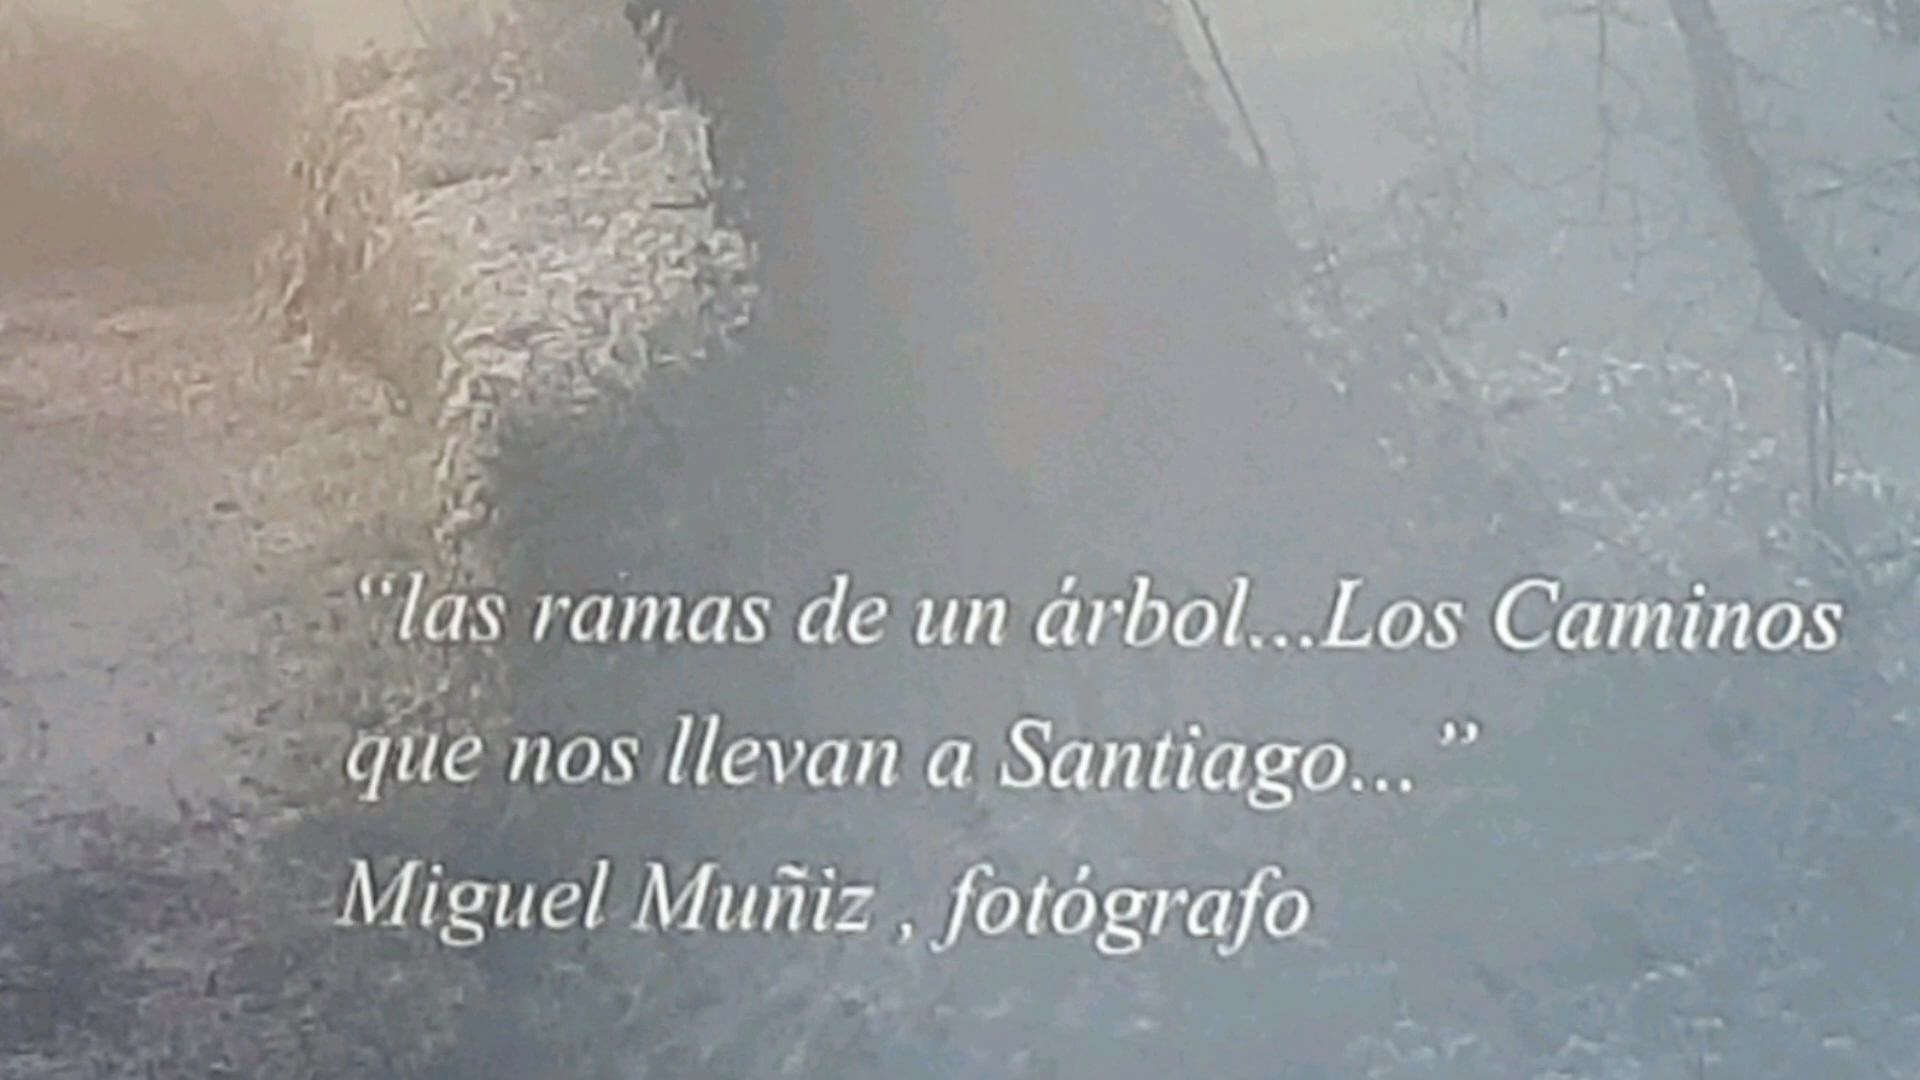 “las ramas de un árbol...Los Caminos
que nos llevan a Santiago...”
Miguel Muñiz , fotógrafo